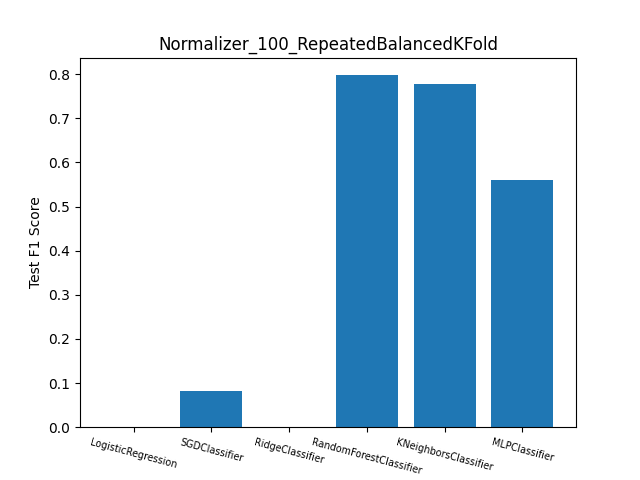 Normalizer_100_RepeatedBalancedKFold
Test F1 Score
0.8
0.7
0.6
0.5
0.4
0.3
0.2
0.1
0.0
LogisticRegression
SGDClassifier
RidgeClassifier
RandomForestClassifier
KNeighborsClassifier
MLPClassifier